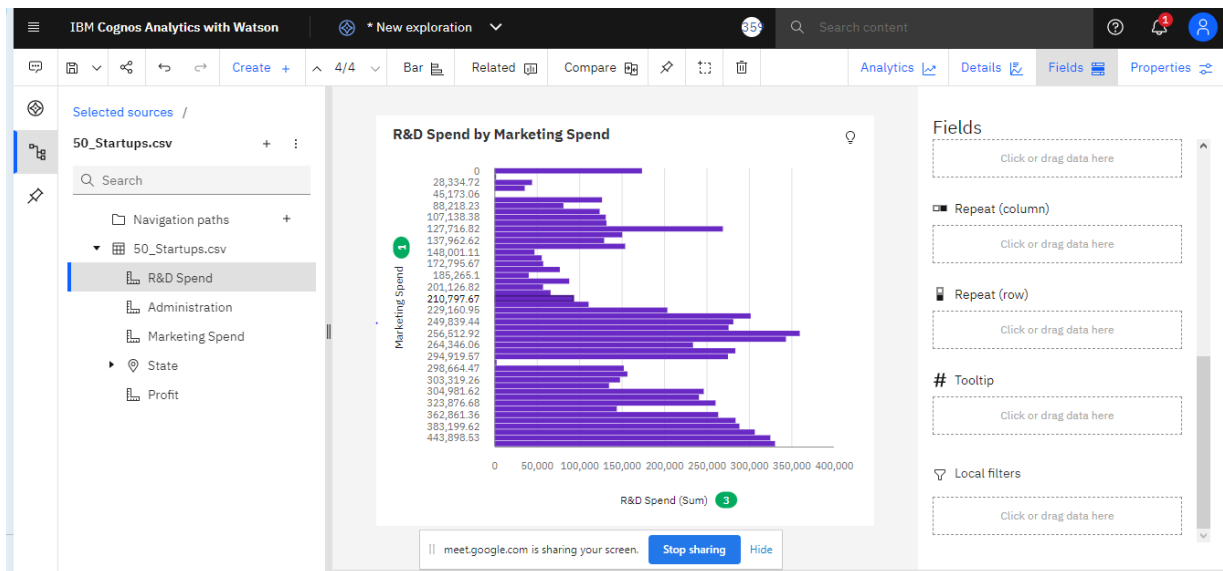 IBM Cognos Analytics with Watson
* New exploration
359
Search content
1
Create +
4/4
Bar
Related
Compare
Analytics
Details
Fields
Properties
Selected sources /
50_Startups.csv
Search
Navigation paths
50_Startups.csv
R&D Spend
Administration
Marketing Spend
State
Profit
R&D Spend by Marketing Spend
Marketing Spend 1
0
28,334.72
45,173.06
88,218.23
107,138.38
127,716.82
137,962.62
148,001.11
172,795.67
185,265.1
201,126.82
210,797.67
229,160.95
249,839.44
256,512.92
264,346.06
294,919.57
298,664.47
303,319.26
304,981.62
323,876.68
362,861.36
383,199.62
443,898.53
0 50,000 100,000 150,000 200,000 250,000 300,000 350,000 400,000
R&D Spend (Sum) 3
Fields
Click or drag data here
Repeat (column)
Click or drag data here
Repeat (row)
Click or drag data here
# Tooltip
Click or drag data here
Local filters
Click or drag data here
meet.google.com is sharing your screen.
Stop sharing
Hide